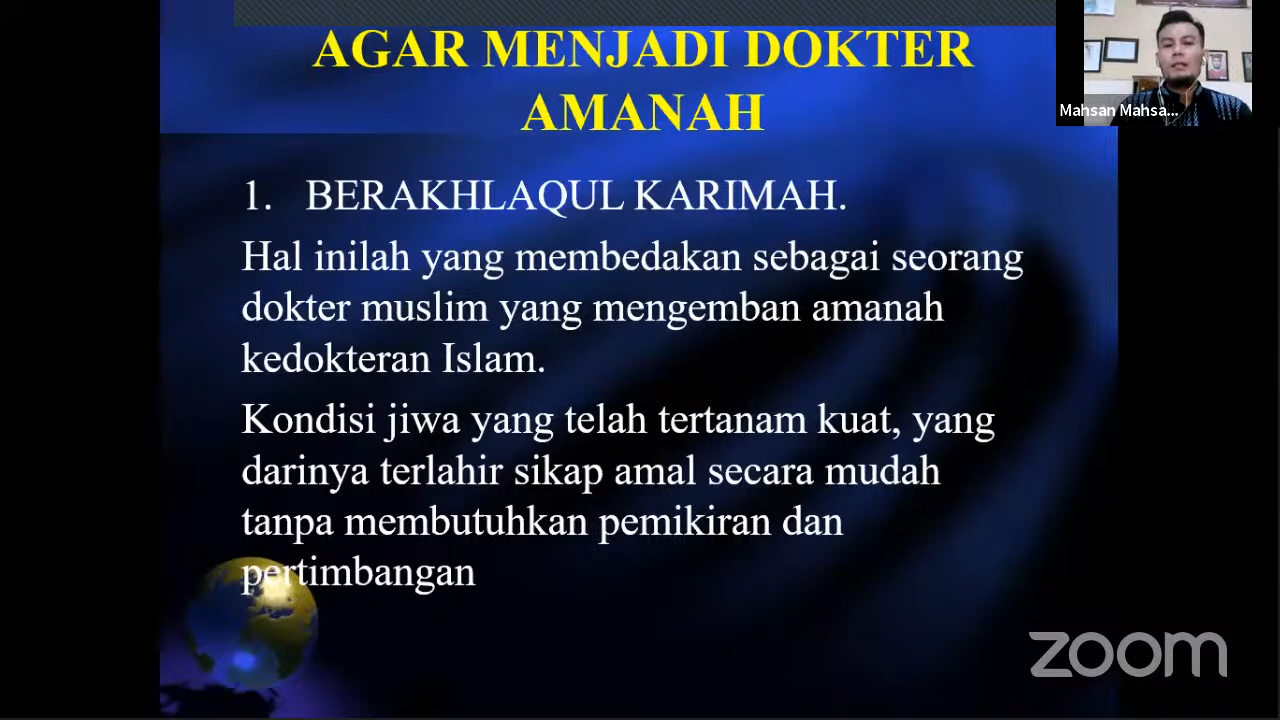 AGAR MENJADI DOKTER
AMANAH
Mahsan Mahsa...
1. BERAKHLAQUL KARIMAH.
Hal inilah yang membedakan sebagai seorang
dokter muslim yang mengemban amanah
kedokteran Islam.
Kondisi jiwa yang telah tertanam kuat, yang
darinya terlahir sikap amal secara mudah
tanpa membutuhkan pemikiran dan
pertimbangan
zoom